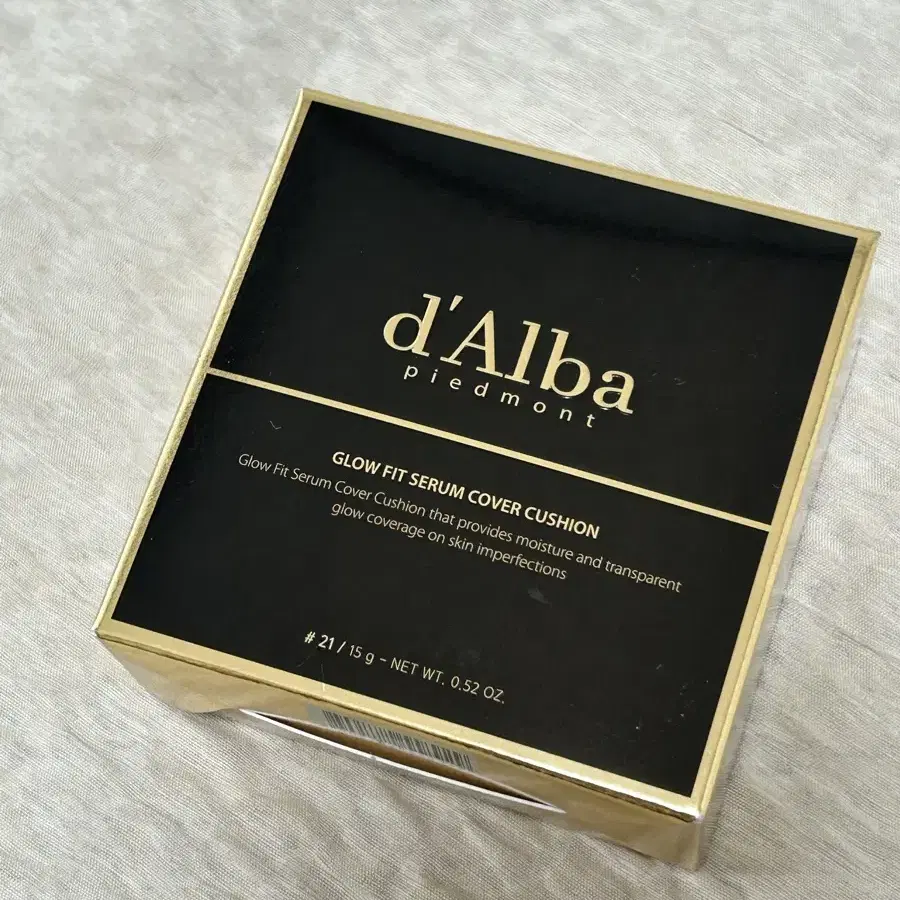 d'Alba
piedmont
GLOW FIT SERUM COVER CUSHION
Glow Fit Serum Cover Cushion that provides moisture and transparent
glow coverage on skin imperfections
# 21 / 15 g - NET WT. 0.52 OZ.